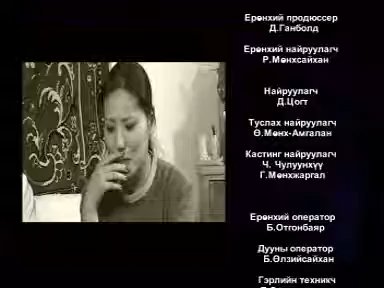 Ерөнхий продюссер
Д.Ганболд
Ерөнхий найруулагч
Р.Мөнхсайхан
Найруулагч
Д.Цогт
Туслах найруулагч
Ө.Мөнх-Амгалан
Кастинг найруулагч
Ч. Чулуунхүү
Г.Мөнхжаргал
Ерөнхий оператор
Б.Отгонбаяр
Дууны оператор
Б.Өлзийсайхан
Гэрлийн техникч